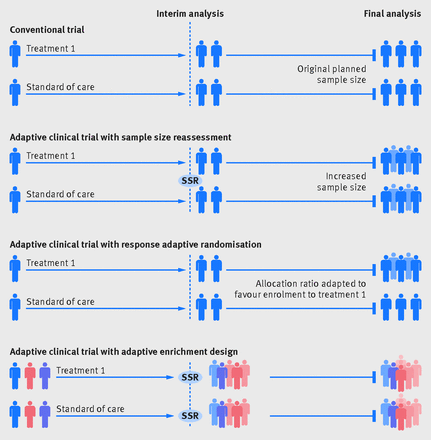 Interim analysis
Final analysis
Conventional trial
Treatment 1
Original planned
sample size
Standard of care
Adaptive clinical trial with sample size reassessment
Treatment 1
SSR
Increased
sample size
Standard of care
Adaptive clinical trial with response adaptive randomisation
Treatment 1
Allocation ratio adapted to
favour enrolment to treatment 1
Standard of care
Adaptive clinical trial with adaptive enrichment design
Treatment 1
SSR
Standard of care
SSR